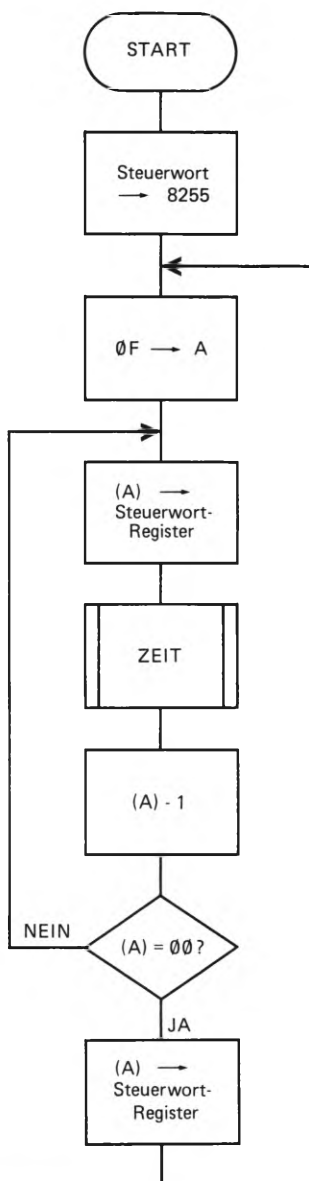 START
Steuerwort
→ 8255
ØF → A
(A) →
Steuerwort-
Register
ZEIT
(A) - 1
(A) = ØØ?
NEIN
JA
(A) →
Steuerwort-
Register